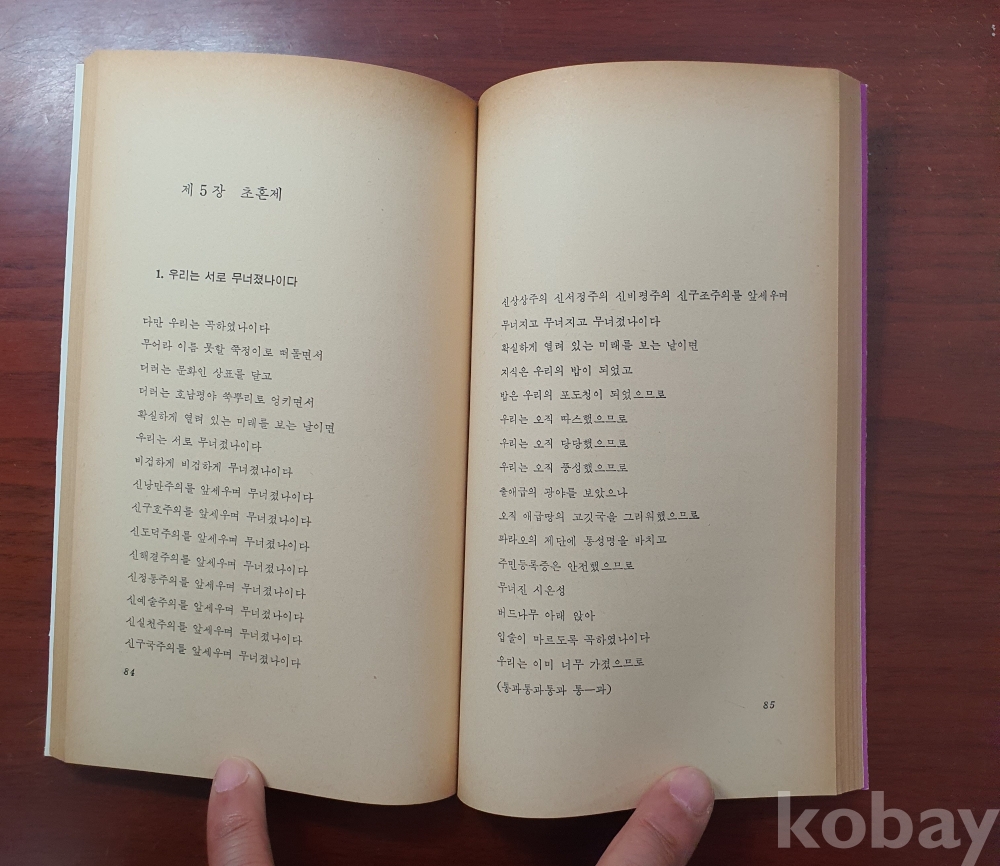 제 5 장 초혼제
1. 우리는 서로 무너졌나이다
다만 우리는 곡하였나이다
무어라 이름 못할 쭉정이로 떠돌면서
더러는 문화인 상표를 달고
더러는 호남평야 쑥뿌리로 엉키면서
확실하게 열려 있는 미래를 보는 날이면
우리는 서로 무너졌나이다
비겁하게 비겁하게 무너졌나이다
신낭만주의를 앞세우며 무너졌나이다
신구호주의를 앞세우며 무너졌나이다
신도덕주의를 앞세우며 무너졌나이다
신해결주의를 앞세우며 무너졌나이다
신정통주의를 앞세우며 무너졌나이다
신예술주의를 앞세우며 무너졌나이다
신실천주의를 앞세우며 무너졌나이다
신구국주의를 앞세우며 무너졌나이다
84
신상상주의 신서정주의 신비평주의 신구조주의를 앞세우며
무너지고 무너지고 무너졌나이다
확실하게 열려 있는 미래를 보는 날이면
지식은 우리의 밥이 되었고
밥은 우리의 포도청이 되었으므로
우리는 오직 따스했으므로
우리는 오직 당당했으므로
우리는 오직 풍성했으므로
출애급의 광야를 보았으나
오직 애급땅의 고깃국을 그리워했으므로
파라오의 제단에 통성명을 바치고
주민등록증은 안전했으므로
무너진 시온성
버드나무 아래 앉아
입술이 마르도록 곡하였나이다
우리는 이미 너무 가졌으므로
(통과통과통과 통—과)
85
kobay